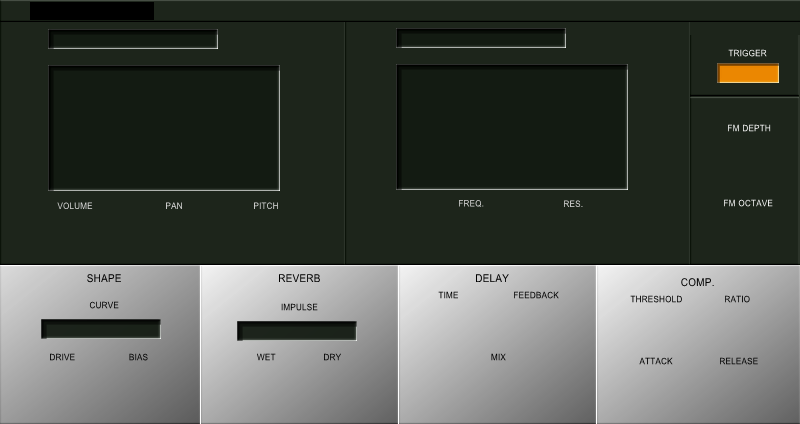 TRIGGER
FM DEPTH
VOLUME PAN PITCH
FREQ. RES.
FM OCTAVE
SHAPE
CURVE
DRIVE BIAS
REVERB
IMPULSE
WET DRY
DELAY
TIME FEEDBACK
MIX
COMP.
THRESHOLD RATIO
ATTACK RELEASE